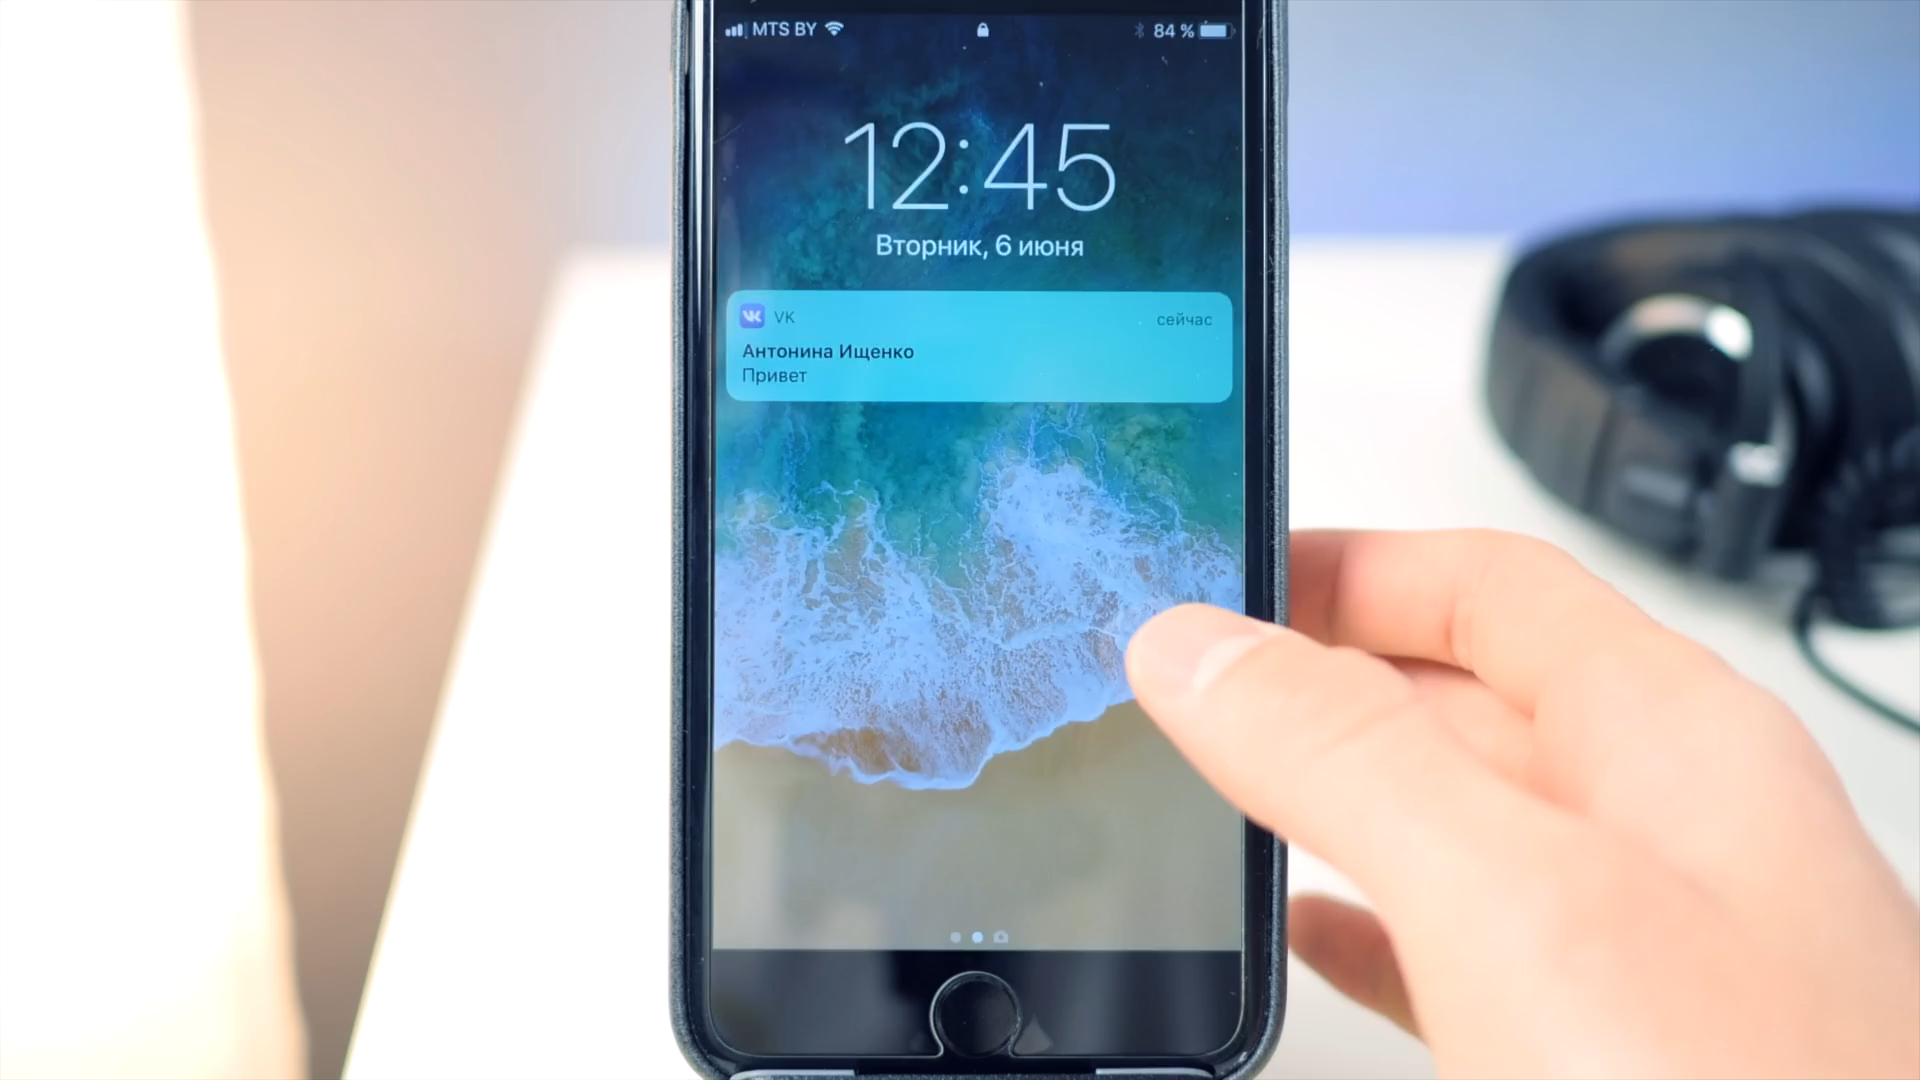 MTS BY 84 %
12:45
Вторник, 6 июня
VK сейчас
Антонина Ищенко
Привет